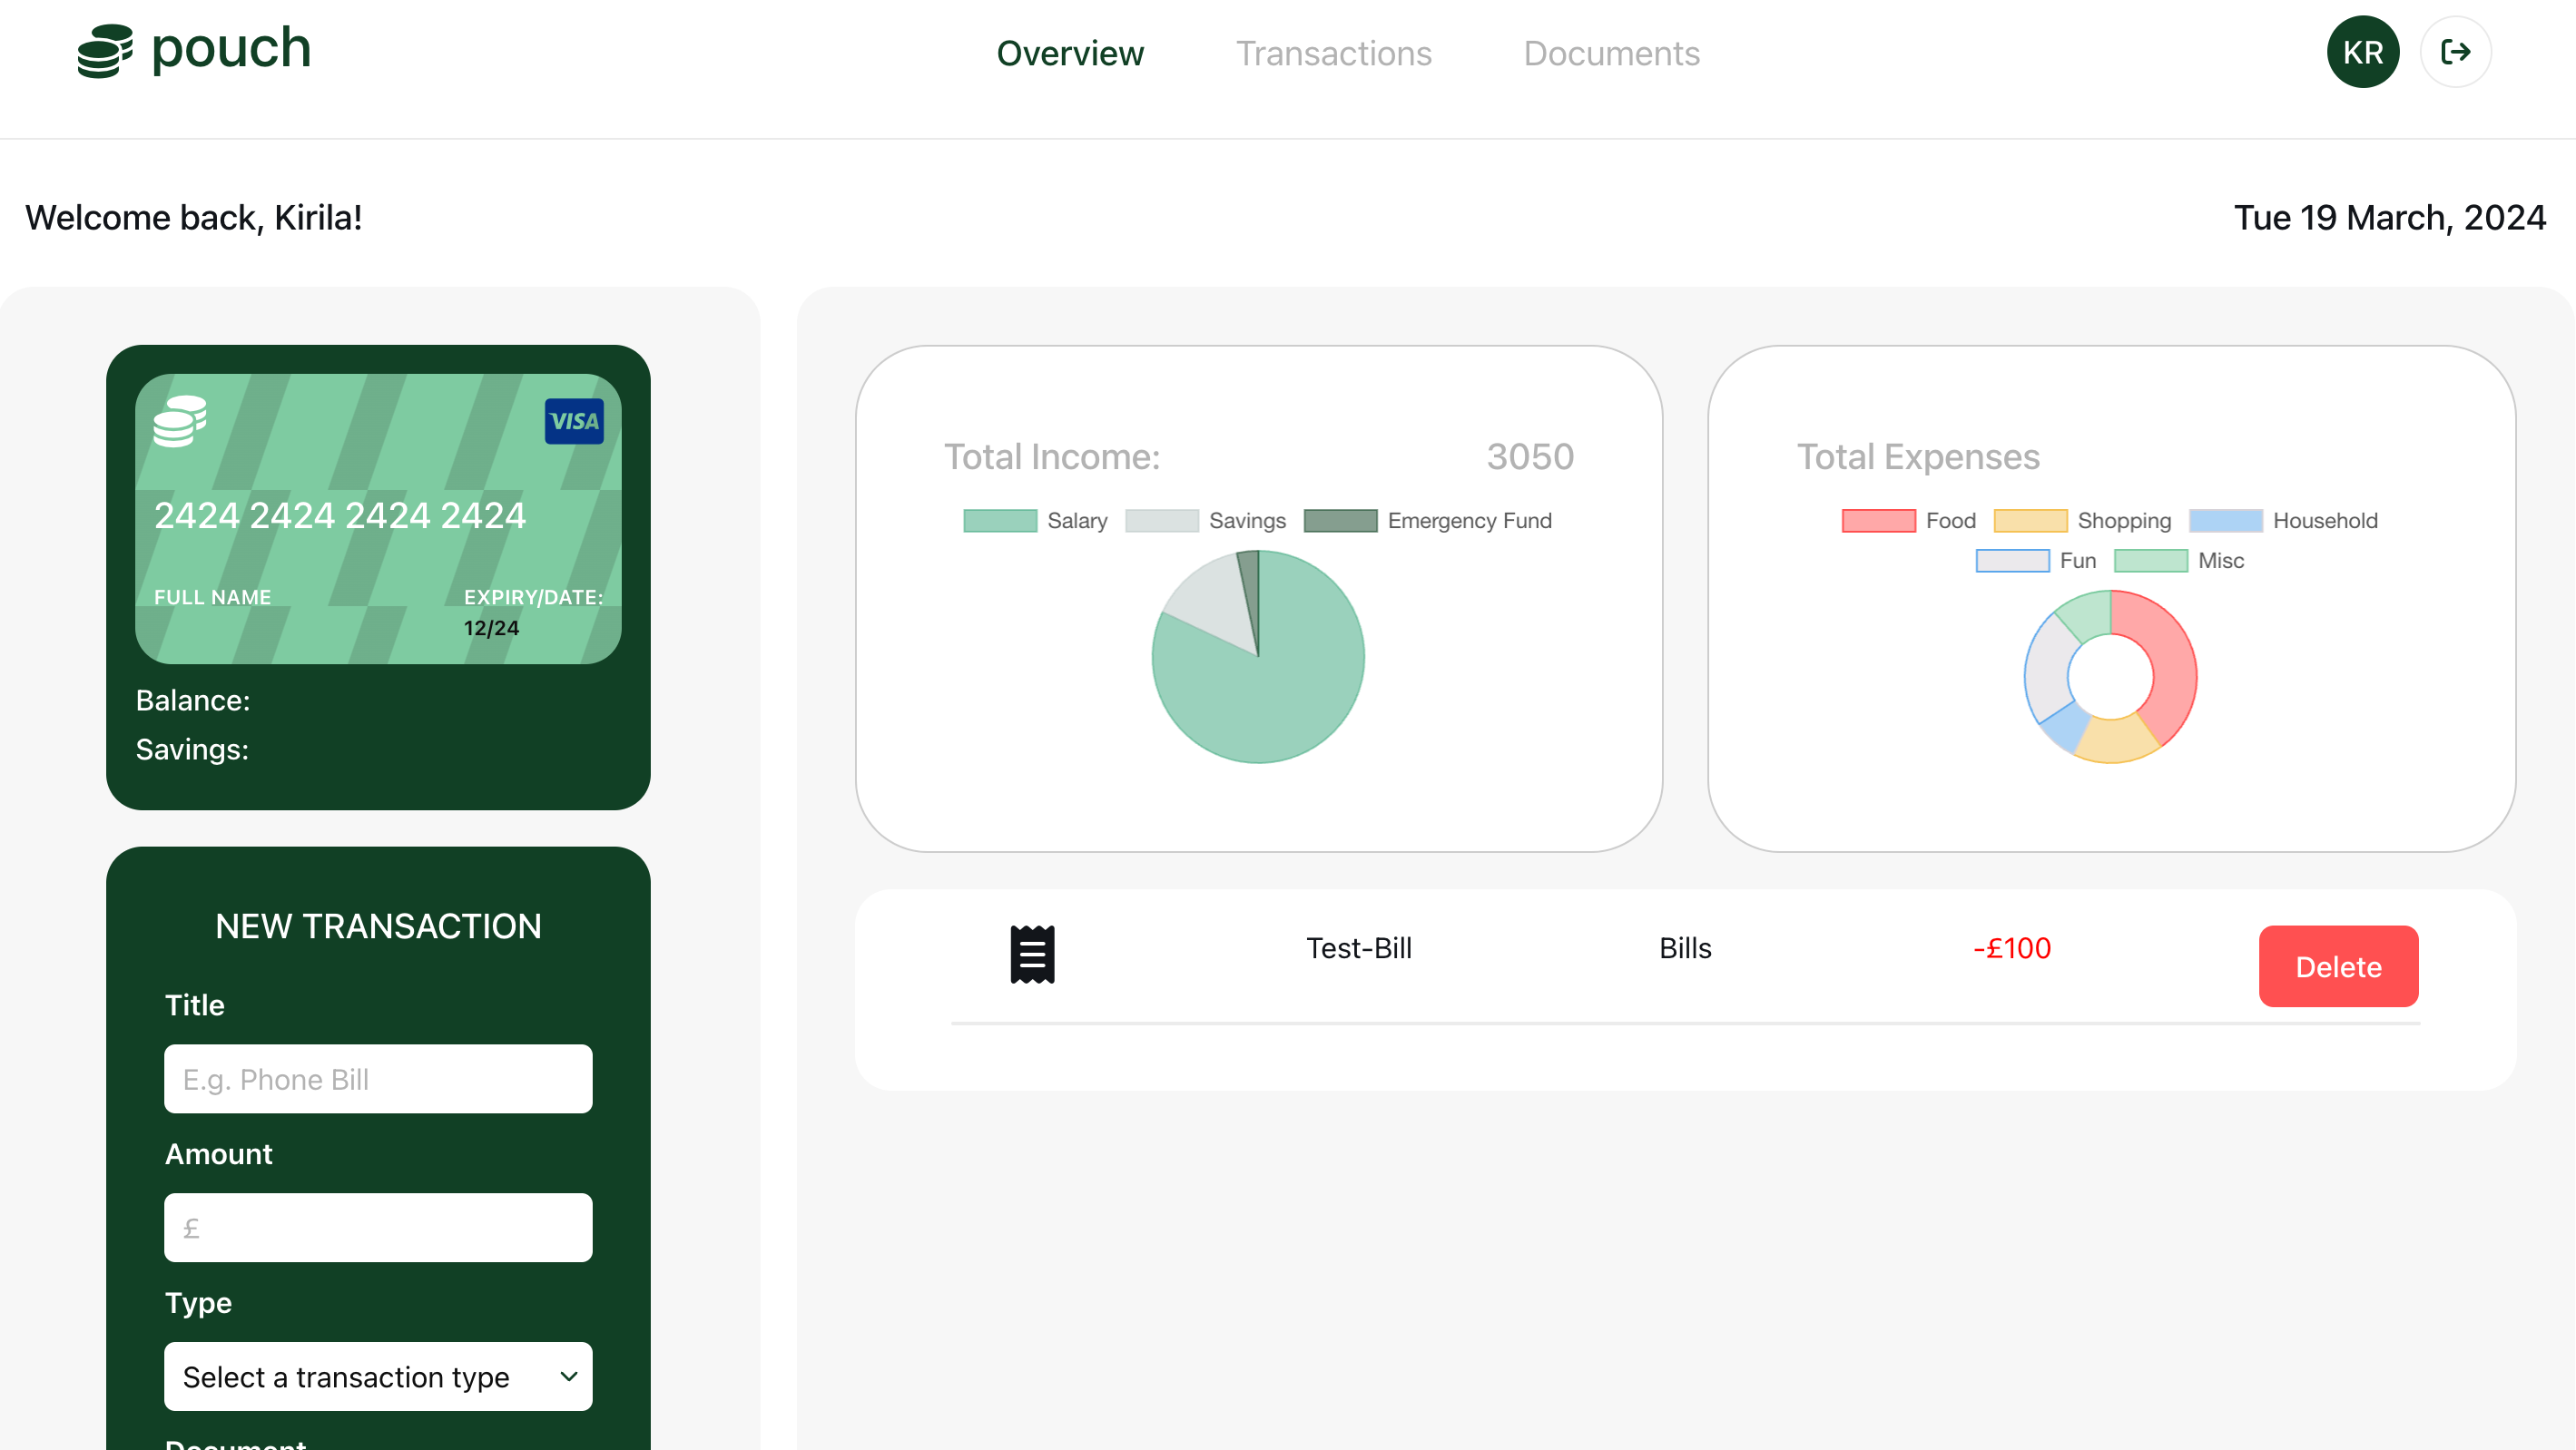 pouch
Overview Transactions Documents
KR
Welcome back, Kirila!
Tue 19 March, 2024
VISA
2424 2424 2424 2424
FULL NAME
EXPIRY/DATE:
12/24
Balance:
Savings:
NEW TRANSACTION
Title
E.g. Phone Bill
Amount
£
Type
Select a transaction type
Document
Total Income: 3050
Salary Savings Emergency Fund
Total Expenses
Food Shopping Household
Fun Misc
Test-Bill Bills -£100 Delete